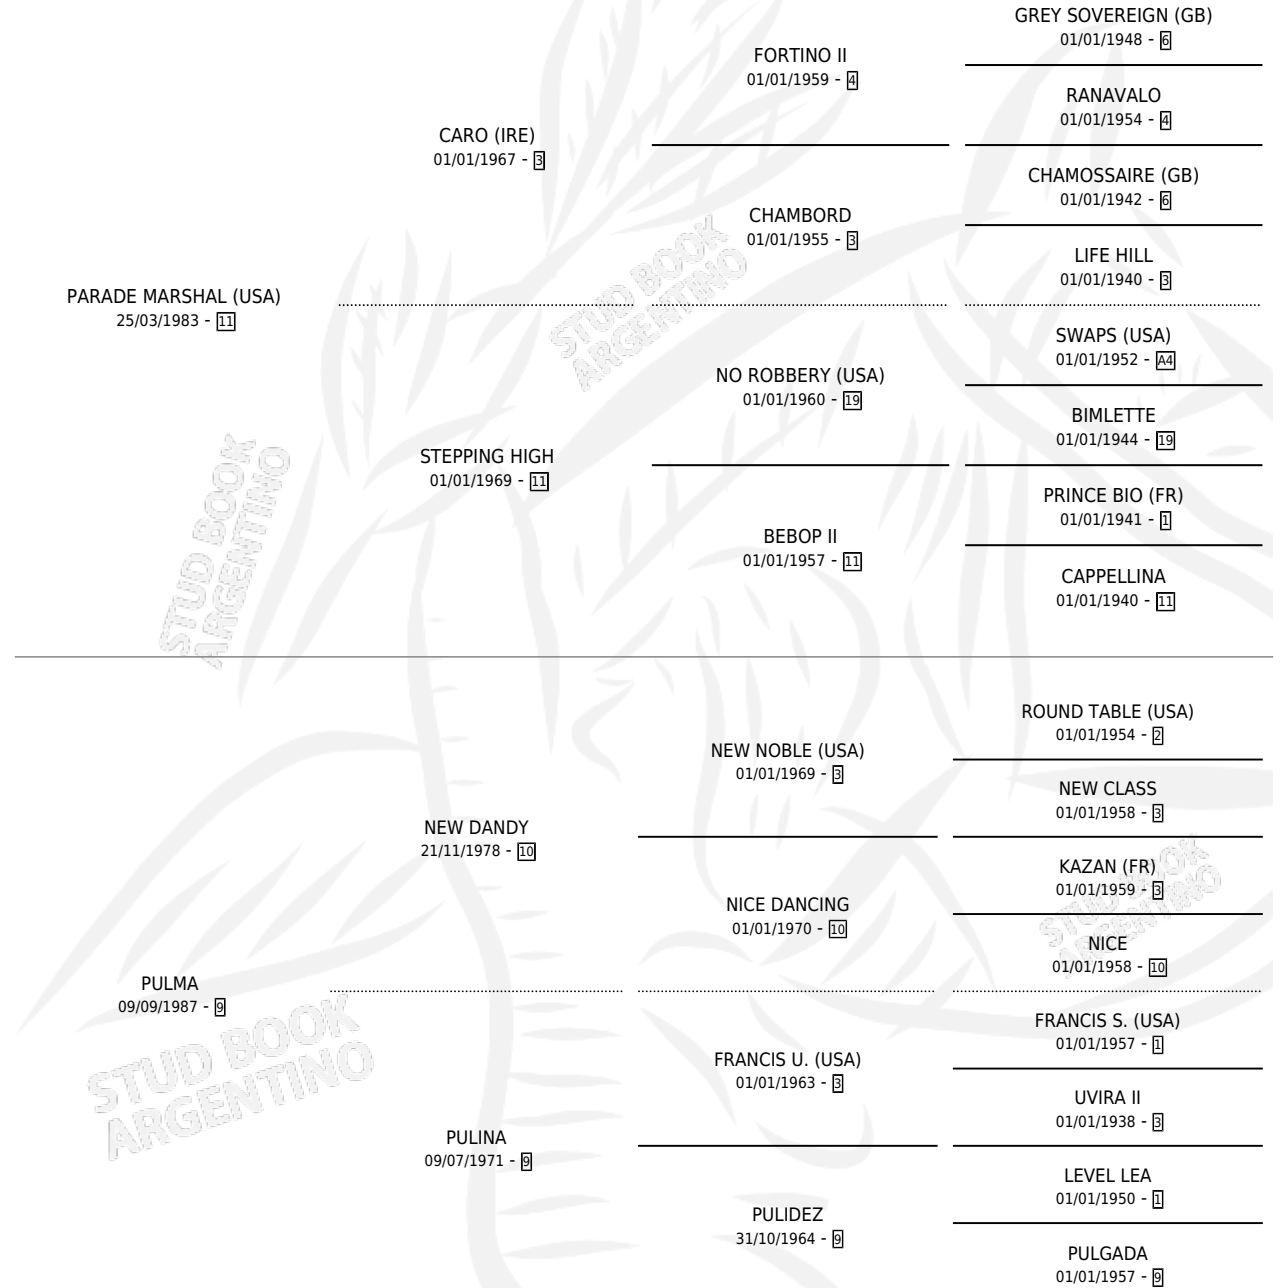 GREY SOVEREIGN (GB)
01/01/1948 - 6
FORTINO II
01/01/1959 - 4
RANAVALO
01/01/1954 - 4
CARO (IRE)
01/01/1967 - 3
CHAMOSSAIRE (GB)
01/01/1942 - 6
CHAMBORD
01/01/1955 - 3
LIFE HILL
01/01/1940 - 3
PARADE MARSHAL (USA)
25/03/1983 - 11
SWAPS (USA)
01/01/1952 - A4
NO ROBBERY (USA)
01/01/1960 - 19
BIMLETTE
01/01/1944 - 19
STEPPING HIGH
01/01/1969 - 11
PRINCE BIO (FR)
01/01/1941 - 1
BEBOP II
01/01/1957 - 11
CAPPELLINA
01/01/1940 - 11
ROUND TABLE (USA)
01/01/1954 - 2
NEW NOBLE (USA)
01/01/1969 - 3
NEW CLASS
01/01/1958 - 3
NEW DANDY
21/11/1978 - 10
KAZAN (FR)
01/01/1959 - 3
NICE DANCING
01/01/1970 - 10
NICE
01/01/1958 - 10
PULMA
09/09/1987 - 9
FRANCIS S. (USA)
01/01/1957 - 1
FRANCIS U. (USA)
01/01/1963 - 3
UVIRA II
01/01/1938 - 3
PULINA
09/07/1971 - 9
LEVEL LEA
01/01/1950 - 1
PULIDEZ
31/10/1964 - 9
PULGADA
01/01/1957 - 9
STUD BOOK
ARGENTINO
STUD BOOK
ARGENTINO
STUD BOOK
ARGENTINO
STUD BOOK
ARGENTINO